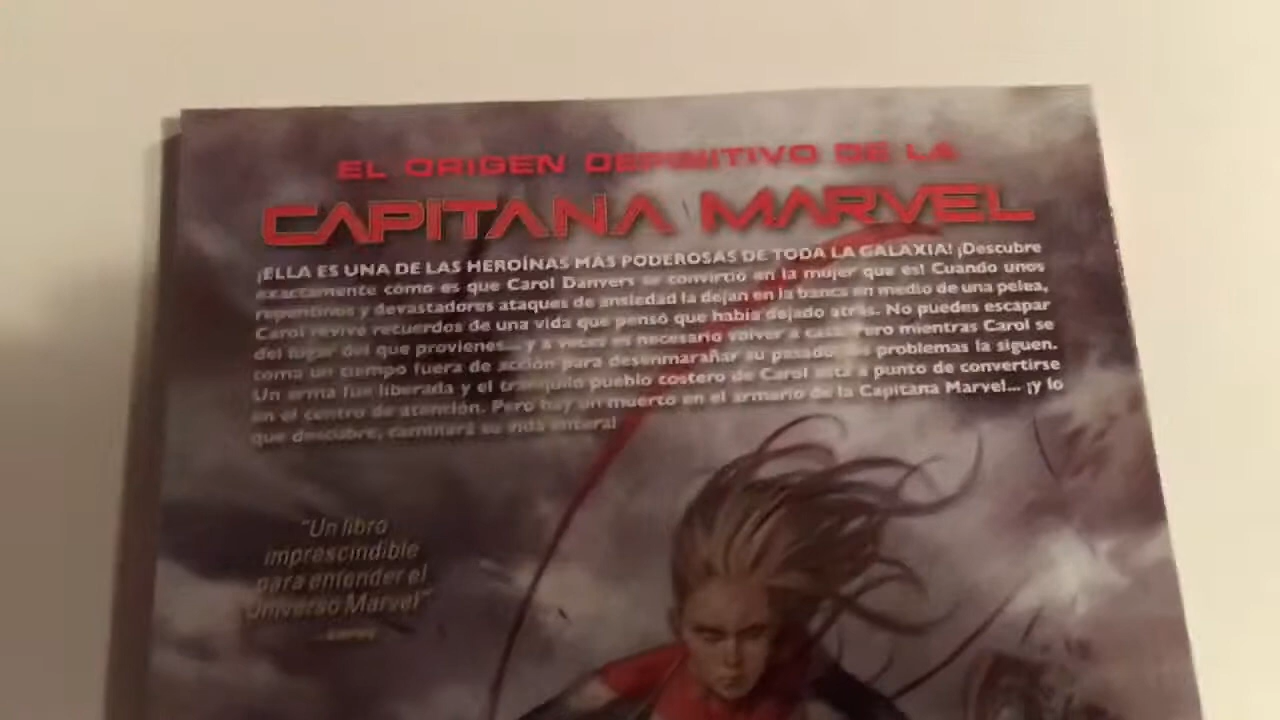 EL ORIGEN DEFINITIVO DE LA
CAPITANA MARVEL
¡ELLA ES UNA DE LAS HEROÍNAS MÁS PODEROSAS DE TODA LA GALAXIA! ¡Descubre
exactamente cómo es que Carol Danvers se convirtió en la mujer que es! Cuando unos
repentinos y devastadores ataques de ansiedad la dejan en la banca en medio de una pelea,
Carol revive recuerdos de una vida que pensó que había dejado atrás. No puedes escapar
del lugar del que provienes... y a veces es necesario volver a casa. Pero mientras Carol se
toma un tiempo fuera de acción para desenmarañar su pasado, los problemas la siguen.
Un arma fue liberada y el tranquilo pueblo costero de Carol está a punto de convertirse
en el centro de atención. Pero hay un muerto en el armario de la Capitana Marvel... ¡y lo
que descubre, cambiará su vida entera!
"Un libro
imprescindible
para entender el
Universo Marvel"